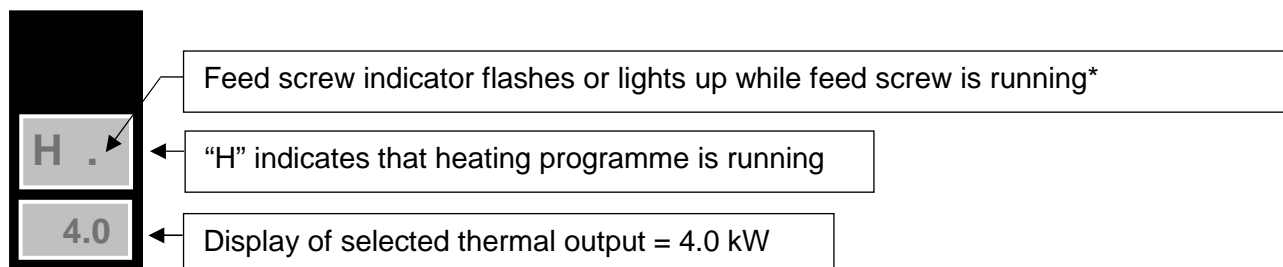 Feed screw indicator flashes or lights up while feed screw is running*
H .
“H” indicates that heating programme is running
4.0
Display of selected thermal output = 4.0 kW